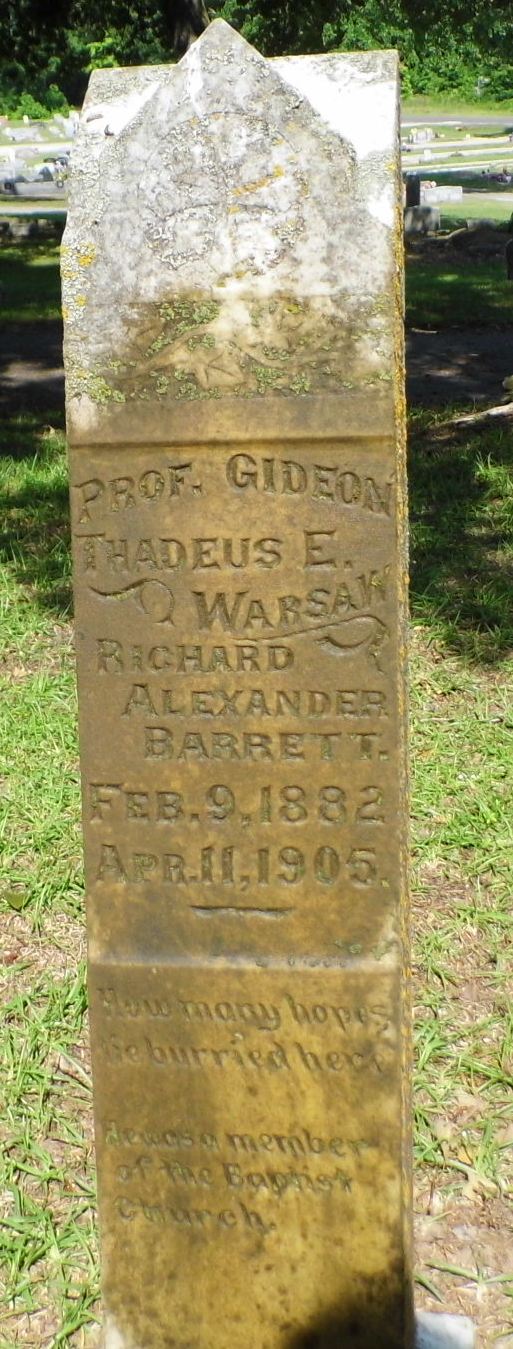 PROF. GIDEON
THADEUS E.
WARSAW
RICHARD
ALEXANDER
BARRETT.
FEB. 9, 1882
APR. 11, 1905.
How many hopes
lie burried here
He was a member
of the Baptist
Church.